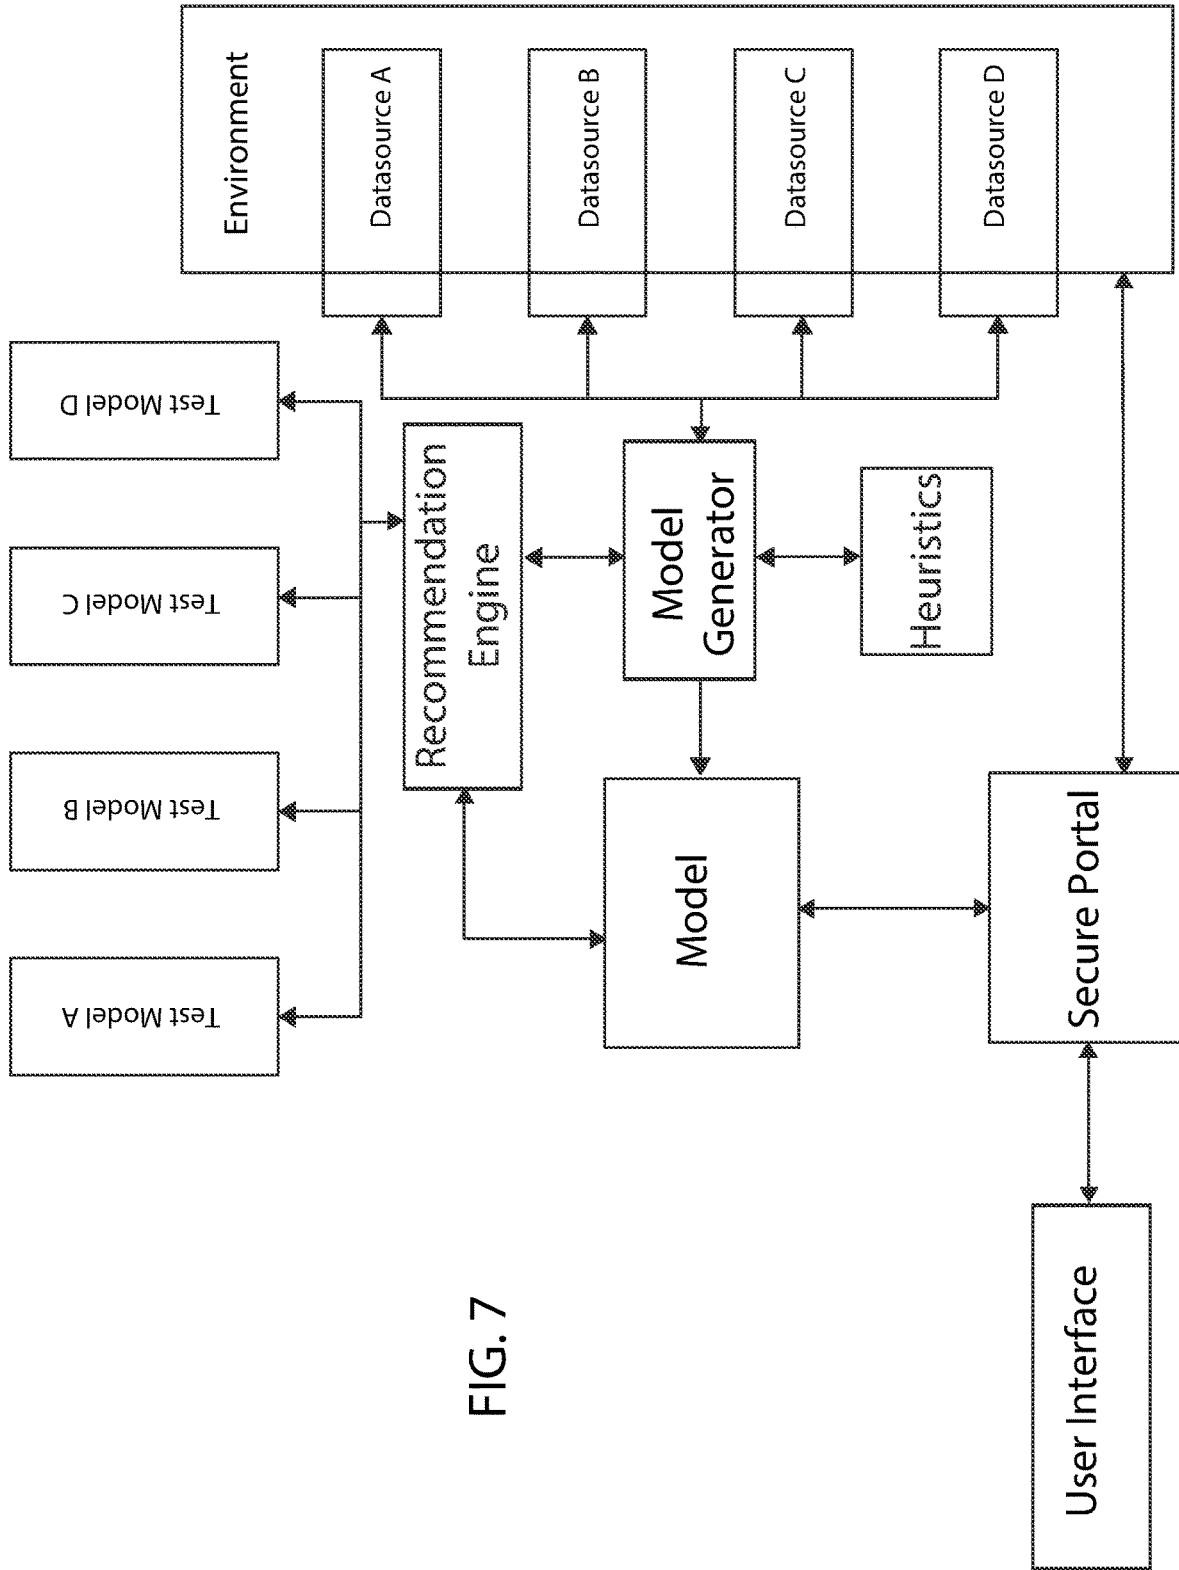 Environment
Datasource A
Datasource B
Datasource C
Datasource D
Test Model D
Test Model C
Test Model B
Test Model A
Recommendation
Engine
Model
Generator
Heuristics
Model
Secure Portal
User Interface
FIG. 7